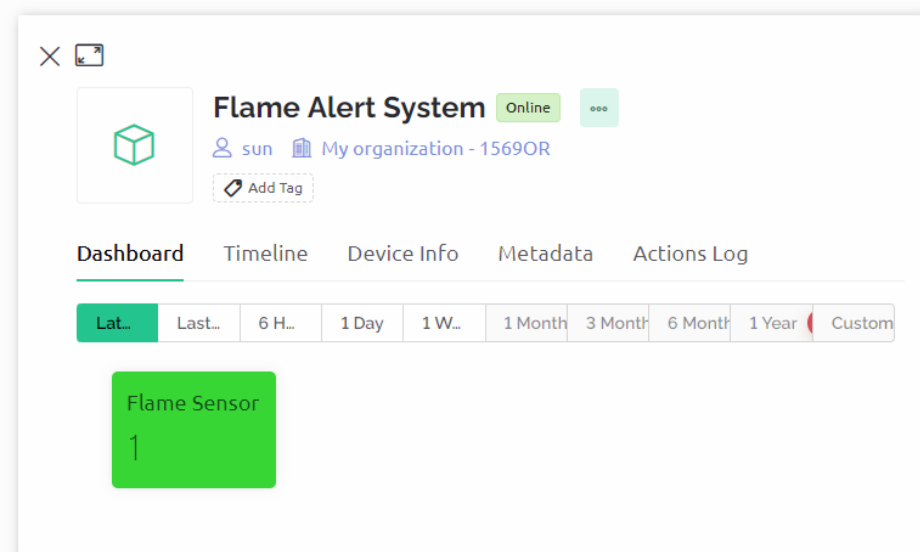 Flame Alert System Online
sun My organization - 1569OR
Add Tag
Dashboard Timeline Device Info Metadata Actions Log
Lat... Last... 6 H... 1 Day 1 W... 1 Month 3 Month 6 Month 1 Year Custom
Flame Sensor
1